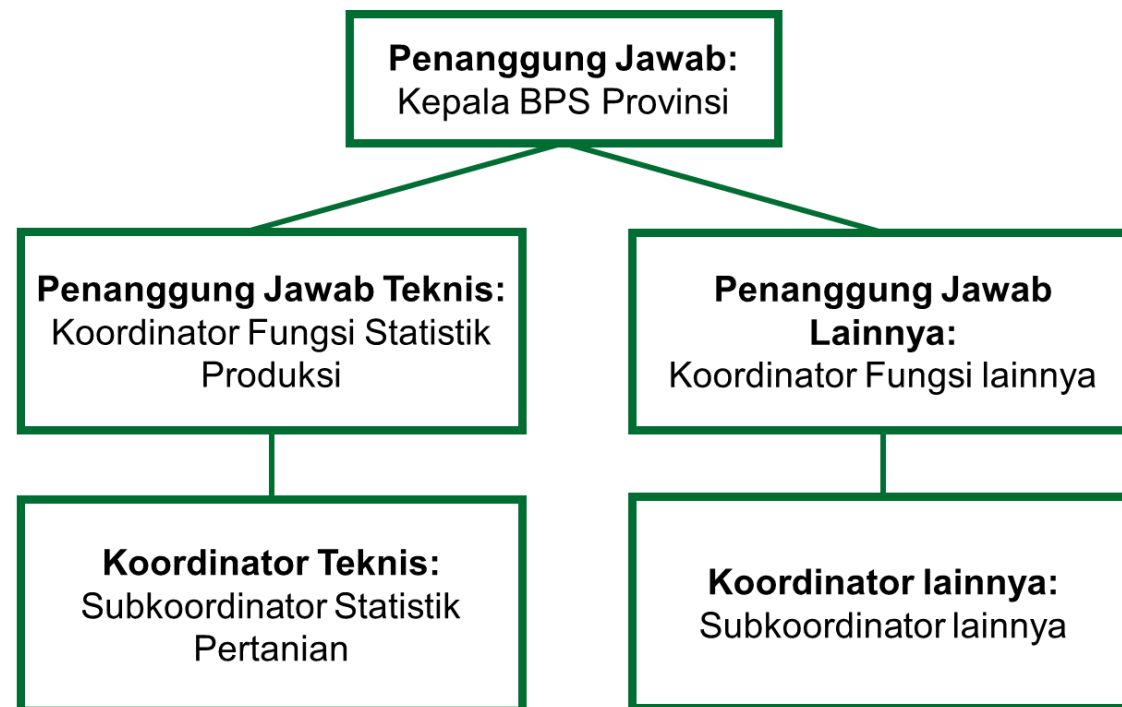 Penanggung Jawab:
Kepala BPS Provinsi
Penanggung Jawab Teknis:
Koordinator Fungsi Statistik
Produksi
Penanggung Jawab
Lainnya:
Koordinator Fungsi lainnya
Koordinator Teknis:
Subkoordinator Statistik
Pertanian
Koordinator lainnya:
Subkoordinator lainnya